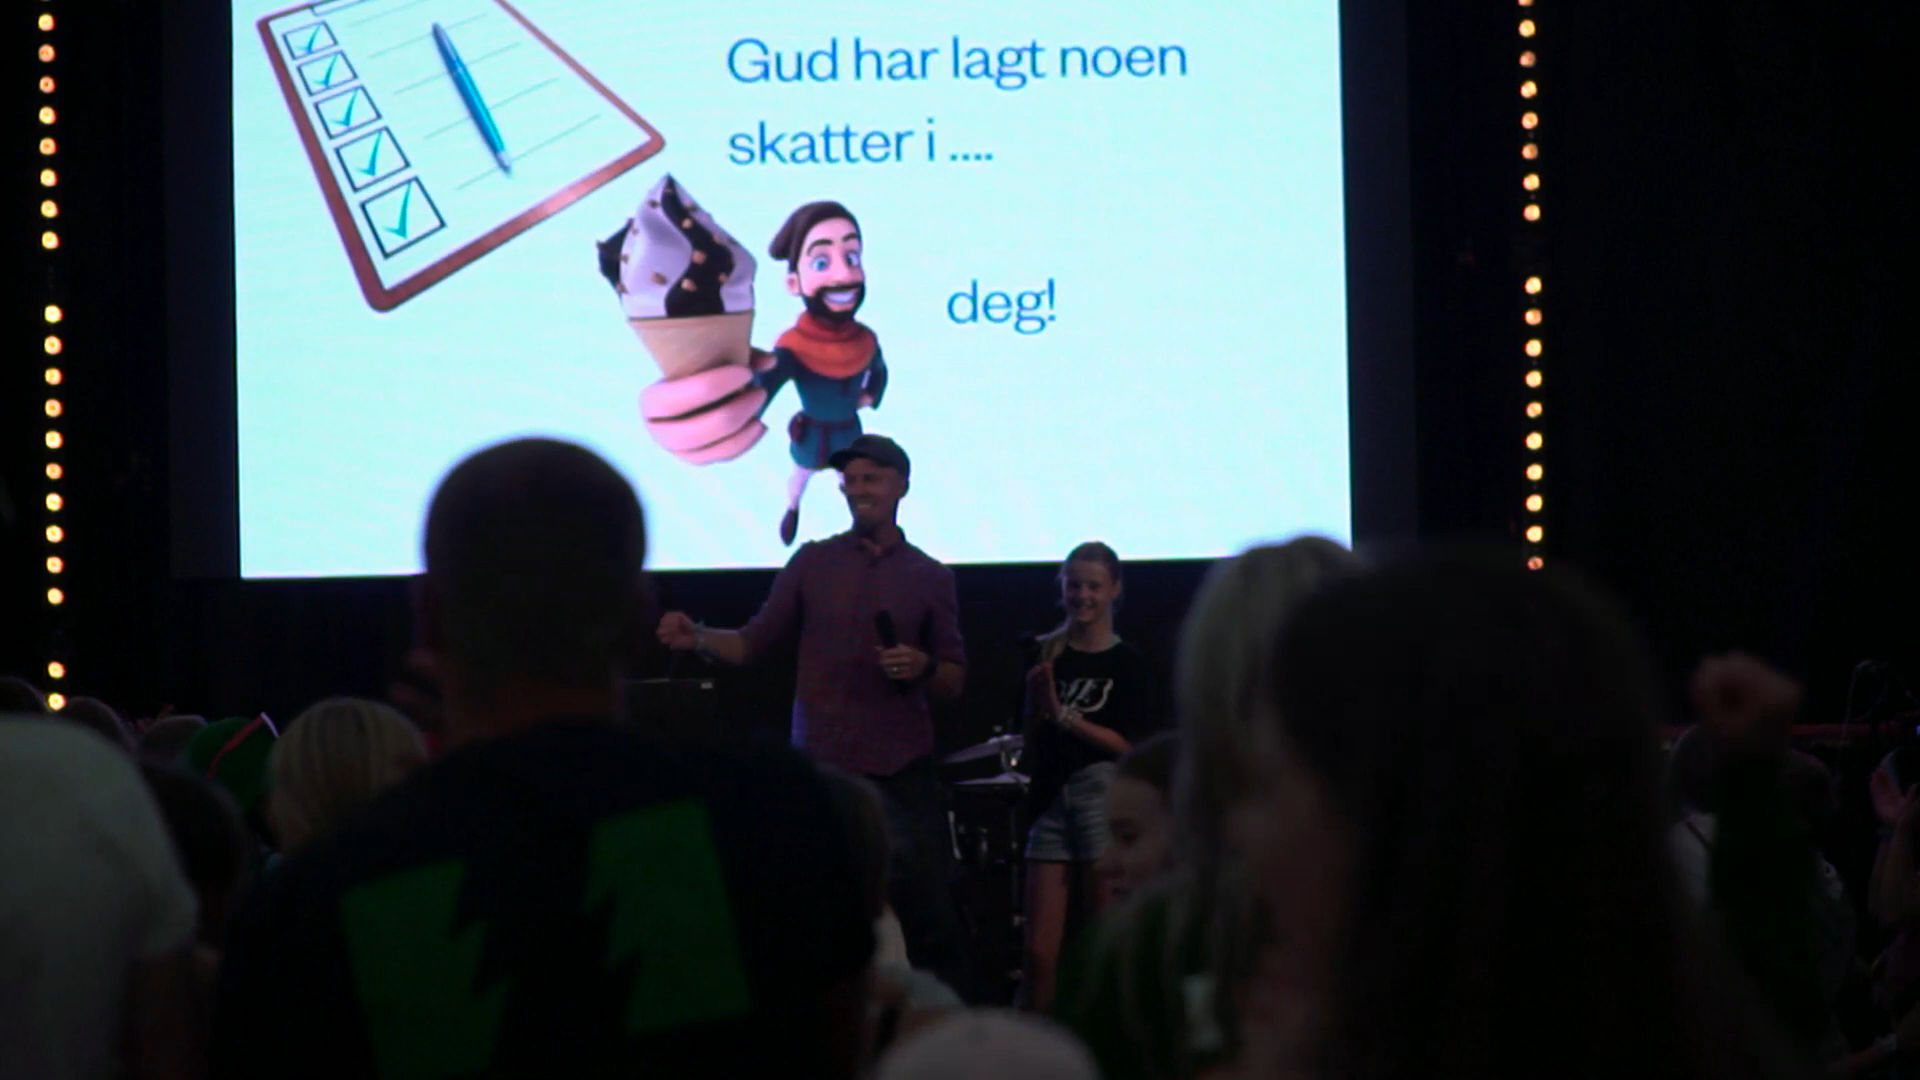 Gud har lagt noen
skatter i ....
deg!